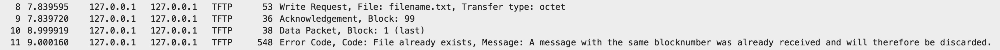 8 7.839595 127.0.0.1 127.0.0.1 TFTP 53 Write Request, File: filename.txt, Transfer type: octet
9 7.839720 127.0.0.1 127.0.0.1 TFTP 36 Acknowledgement, Block: 99
10 8.999919 127.0.0.1 127.0.0.1 TFTP 38 Data Packet, Block: 1 (last)
11 9.000160 127.0.0.1 127.0.0.1 TFTP 548 Error Code, Code: File already exists, Message: A message with the same blocknumber was already received and will therefore be discarded.